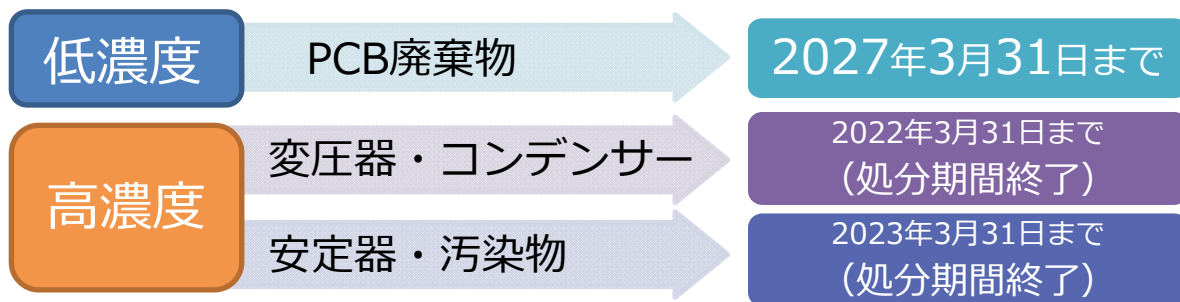 低濃度
PCB廃棄物
2027年3月31日まで
高濃度
変圧器・コンデンサー
2022年3月31日まで
（処分期間終了）
安定器・汚染物
2023年3月31日まで
（処分期間終了）